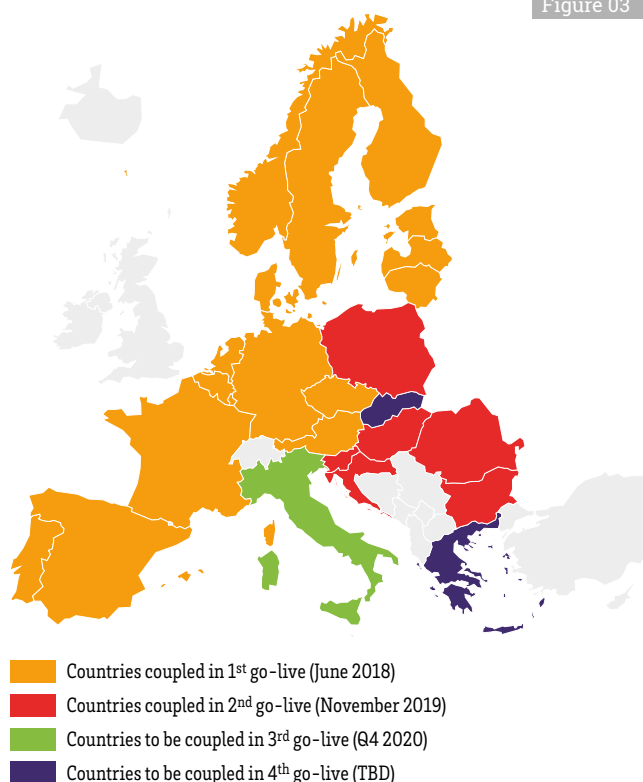 Figure 03
Countries coupled in 1st go-live (June 2018)
Countries coupled in 2nd go-live (November 2019)
Countries to be coupled in 3rd go-live (Q4 2020)
Countries to be coupled in 4th go-live (TBD)